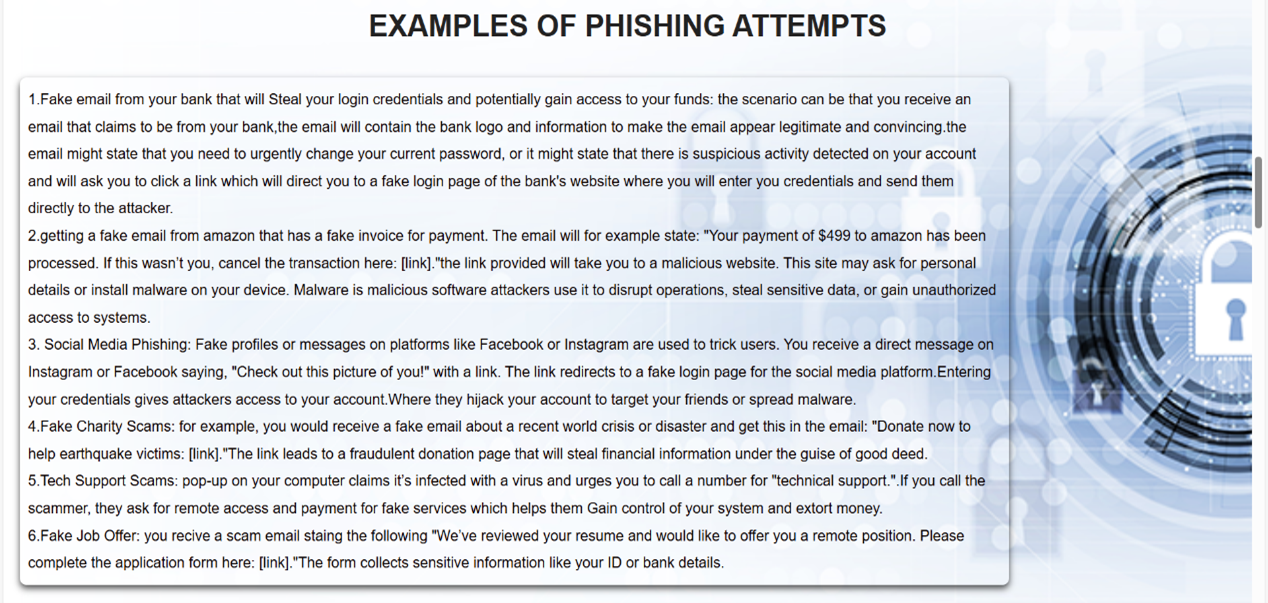 EXAMPLES OF PHISHING ATTEMPTS
1.Fake email from your bank that will Steal your login credentials and potentially gain access to your funds: the scenario can be that you receive an
email that claims to be from your bank,the email will contain the bank logo and information to make the email appear legitimate and convincing.the
email might state that you need to urgently change your current password, or it might state that there is suspicious activity detected on your account
and will ask you to click a link which will direct you to a fake login page of the bank's website where you will enter you credentials and send them
directly to the attacker.
2.getting a fake email from amazon that has a fake invoice for payment. The email will for example state: "Your payment of $499 to amazon has been
processed. If this wasn't you, cancel the transaction here: [link]."the link provided will take you to a malicious website. This site may ask for personal
details or install malware on your device. Malware is malicious software attackers use it to disrupt operations, steal sensitive data, or gain unauthorized
access to systems.
3. Social Media Phishing: Fake profiles or messages on platforms like Facebook or Instagram are used to trick users. You receive a direct message on
Instagram or Facebook saying, "Check out this picture of you!" with a link. The link redirects to a fake login page for the social media platform.Entering
your credentials gives attackers access to your account.Where they hijack your account to target your friends or spread malware.
4.Fake Charity Scams: for example, you would receive a fake email about a recent world crisis or disaster and get this in the email: "Donate now to
help earthquake victims: [link]."The link leads to a fraudulent donation page that will steal financial information under the guise of good deed.
5.Tech Support Scams: pop-up on your computer claims it's infected with a virus and urges you to call a number for "technical support.".If you call the
scammer, they ask for remote access and payment for fake services which helps them Gain control of your system and extort money.
6.Fake Job Offer: you recive a scam email staing the following "We've reviewed your resume and would like to offer you a remote position. Please
complete the application form here: [link]."The form collects sensitive information like your ID or bank details.